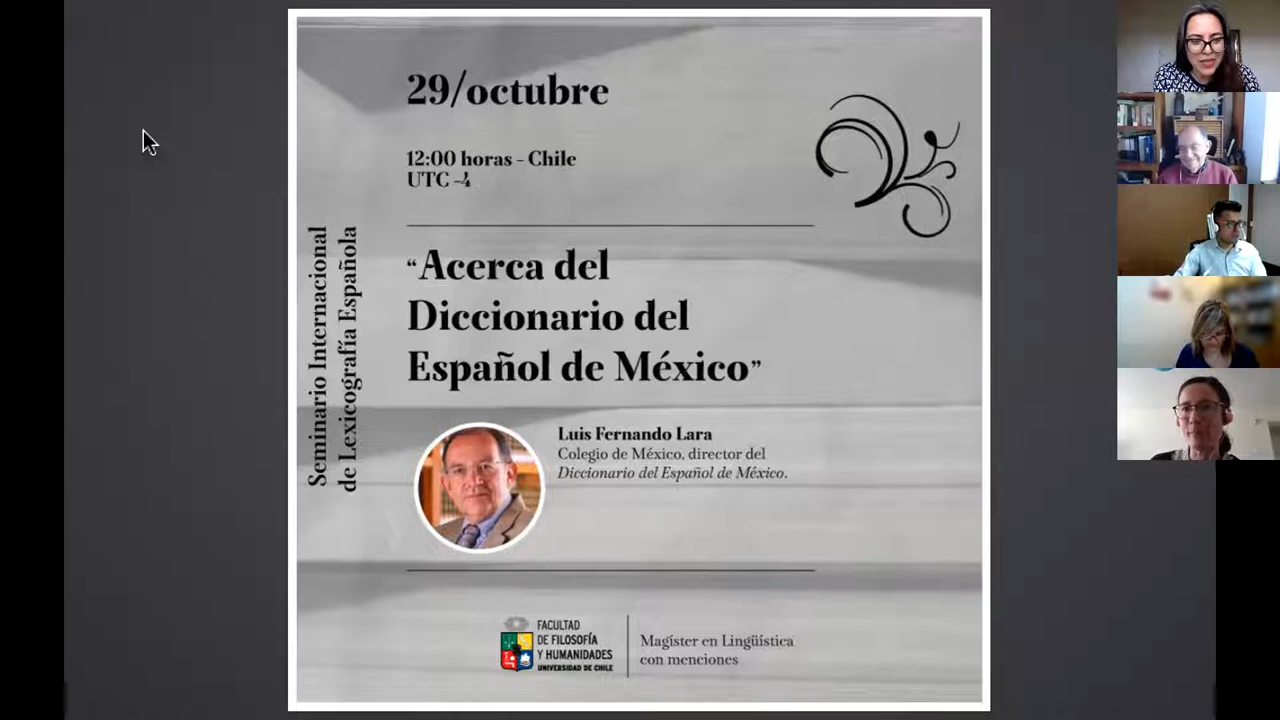 29/octubre
12:00 horas - Chile
UTC -4
Seminario Internacional
de Lexicografía Española
“Acerca del
Diccionario del
Español de México”
Luis Fernando Lara
Colegio de México, director del
Diccionario del Español de México.
FACULTAD
DE FILOSOFÍA
Y HUMANIDADES
UNIVERSIDAD DE CHILE
Magíster en Lingüística
con menciones